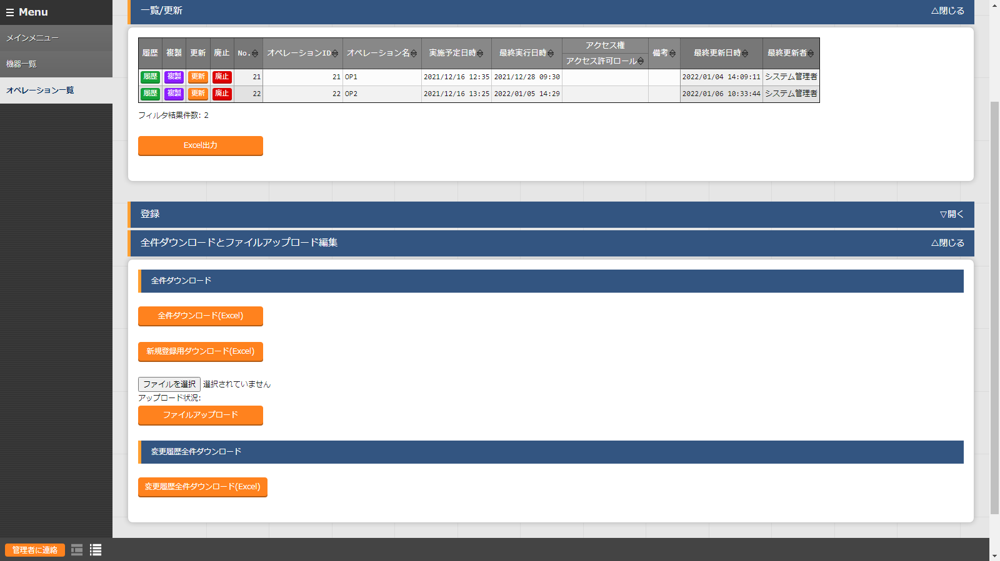 Menu
メインメニュー
機器一覧
オペレーション一覧
一覧/更新 △閉じる
履歴 複製 更新 廃止 No. オペレーションID オペレーション名 実施予定日時 最終実行日時 アクセス権 備考 最終更新日時 最終更新者
アクセス許可ロール
履歴 複製 更新 廃止 21 21 OP1 2021/12/16 12:35 2021/12/28 09:30 2022/01/04 14:09:11 システム管理者
履歴 複製 更新 廃止 22 22 OP2 2021/12/16 13:25 2022/01/05 14:29 2022/01/06 10:33:44 システム管理者
フィルタ結果件数: 2
Excel出力
登録 ▽開く
全件ダウンロードとファイルアップロード編集 △閉じる
全件ダウンロード
全件ダウンロード(Excel)
新規登録用ダウンロード(Excel)
ファイルを選択 選択されていません
アップロード状況:
ファイルアップロード
変更履歴全件ダウンロード
変更履歴全件ダウンロード(Excel)
管理者に連絡